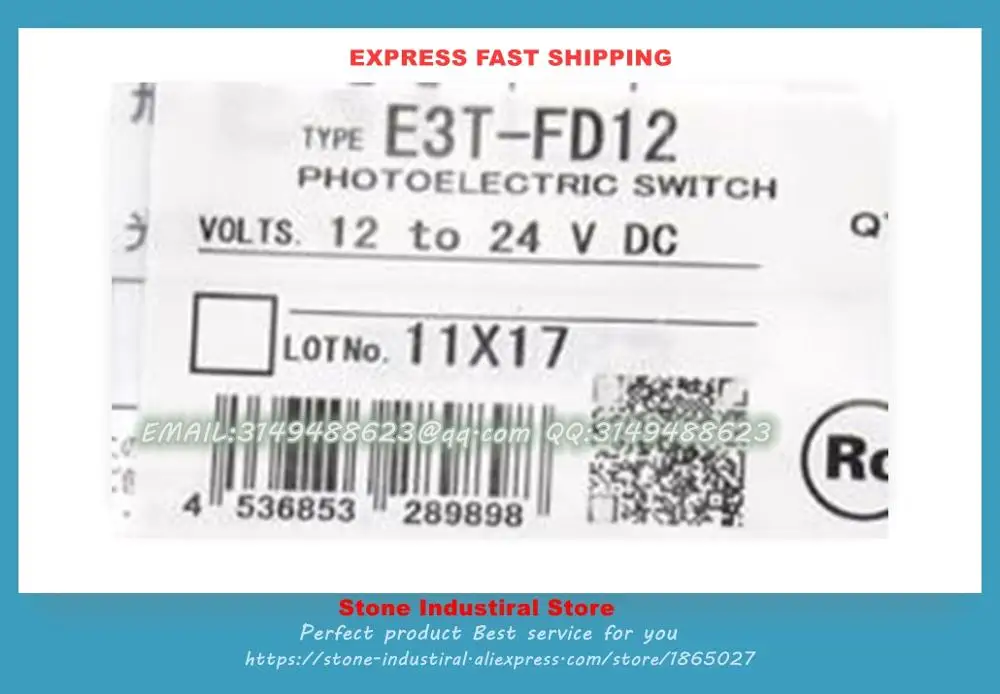 EXPRESS FAST SHIPPING
TYPE E3T-FD12
PHOTOELECTRIC SWITCH
VOLTS. 12 to 24 V DC
LOTNo. 11X17
EMAIL:3149488623@qq.com QQ:3149488623
4 536853 289898
Stone Industiral Store
Perfect product Best service for you
https://stone-industiral.aliexpress.com/store/1865027